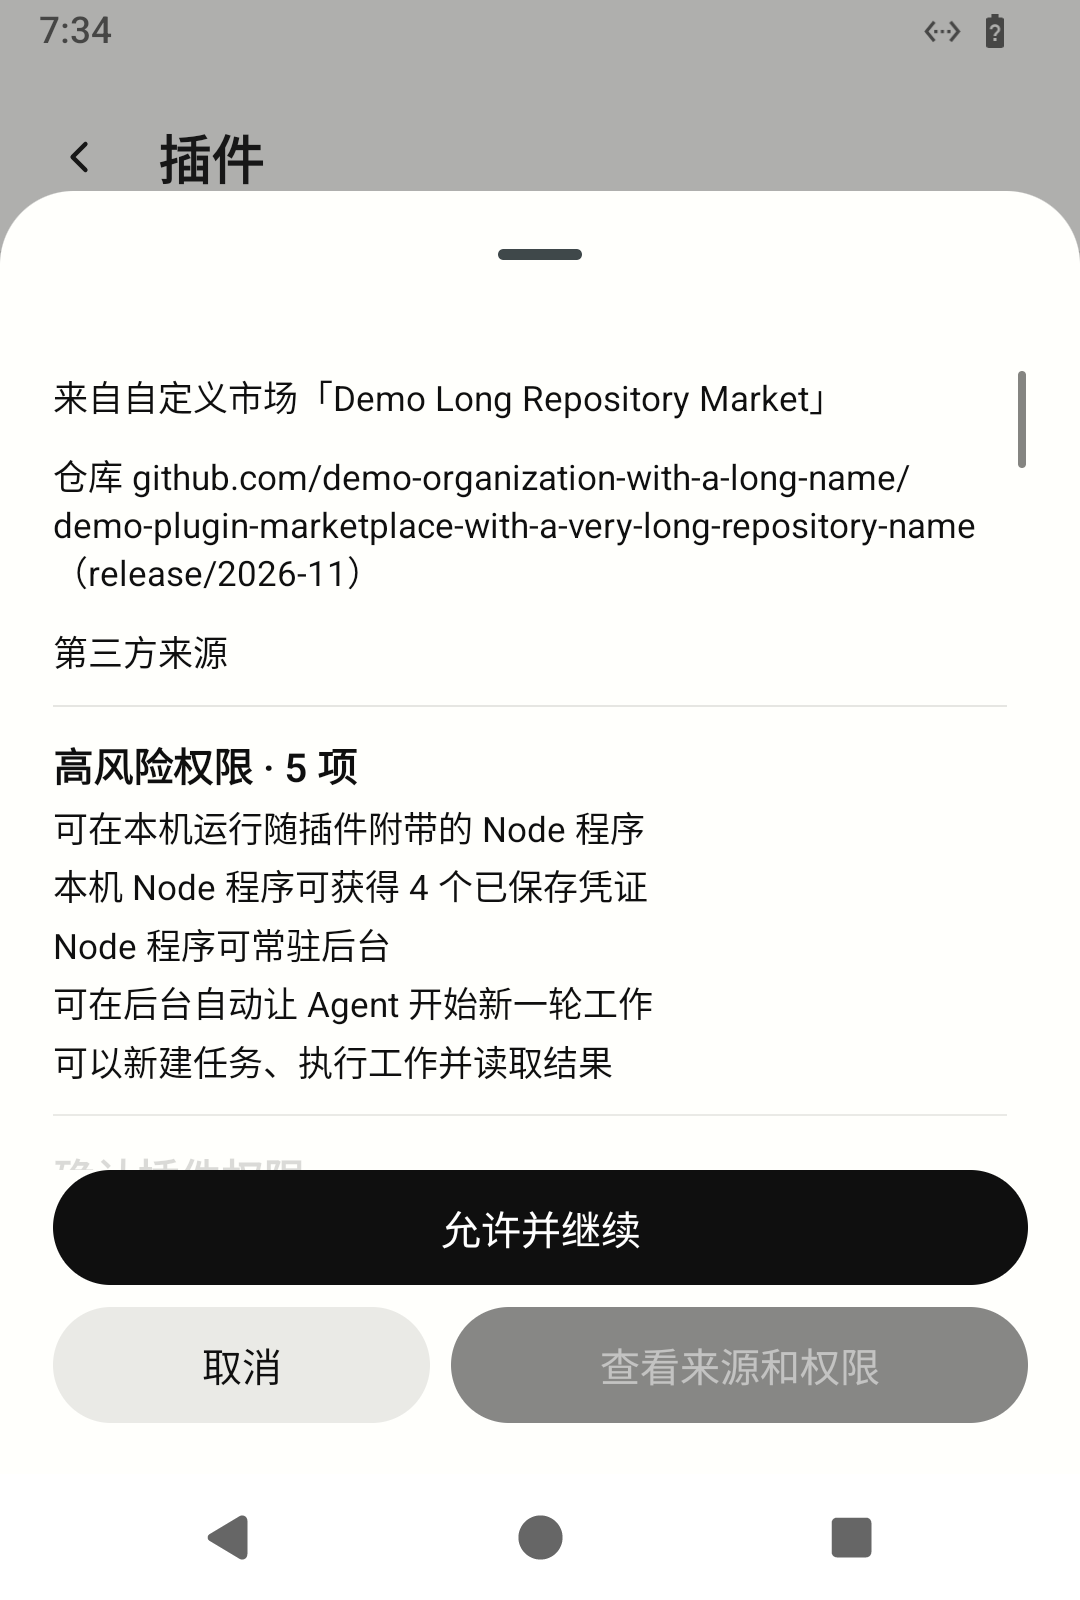 7:34
插件
来自自定义市场「Demo Long Repository Market」
仓库 github.com/demo-organization-with-a-long-name/
demo-plugin-marketplace-with-a-very-long-repository-name
（release/2026-11）
第三方来源
高风险权限 · 5 项
可在本机运行随插件附带的 Node 程序
本机 Node 程序可获得 4 个已保存凭证
Node 程序可常驻后台
可在后台自动让 Agent 开始新一轮工作
可以新建任务、执行工作并读取结果
允许并继续
取消
查看来源和权限